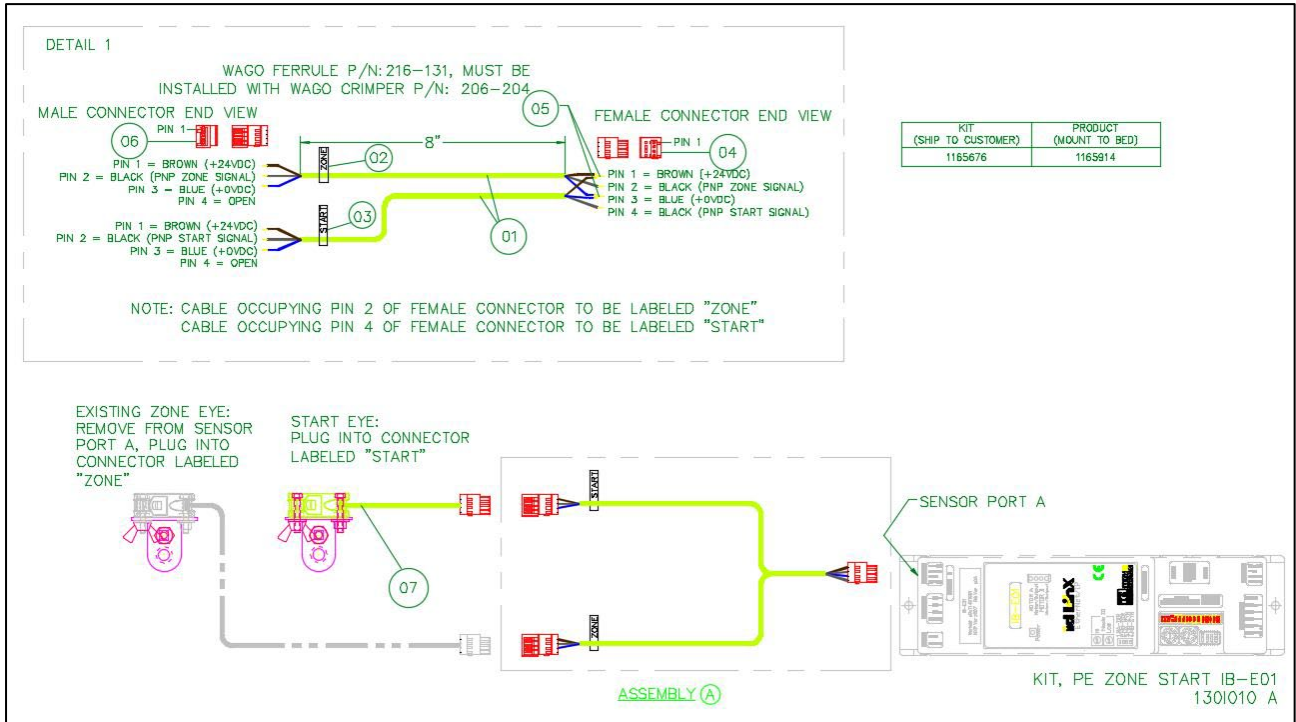 DETAIL 1
WAGO FERRULE P/N: 216-131, MUST BE
INSTALLED WITH WAGO CRIMPER P/N: 206-204
MALE CONNECTOR END VIEW
PIN 1
06
ZONE
02
8"
05
FEMALE CONNECTOR END VIEW
PIN 1
04
PIN 1 = BROWN (+24VDC)
PIN 2 = BLACK (PNP ZONE SIGNAL)
PIN 3 = BLUE (+0VDC)
PIN 4 = OPEN
START
03
01
PIN 1 = BROWN (+24VDC)
PIN 2 = BLACK (PNP START SIGNAL)
PIN 3 = BLUE (+0VDC)
PIN 4 = OPEN
PIN 1 = BROWN (+24VDC)
PIN 2 = BLACK (PNP ZONE SIGNAL)
PIN 3 = BLUE (+0VDC)
PIN 4 = BLACK (PNP START SIGNAL)
NOTE: CABLE OCCUPYING PIN 2 OF FEMALE CONNECTOR TO BE LABELED "ZONE"
CABLE OCCUPYING PIN 4 OF FEMALE CONNECTOR TO BE LABELED "START"
KIT PRODUCT
(SHIP TO CUSTOMER) (MOUNT TO BED)
1165676 1165914
EXISTING ZONE EYE:
REMOVE FROM SENSOR
PORT A, PLUG INTO
CONNECTOR LABELED
"ZONE"
START EYE:
PLUG INTO CONNECTOR
LABELED "START"
07
START
ZONE
ASSEMBLY A
SENSOR PORT A
IB-E01
KIT, PE ZONE START IB-E01
130I010 A